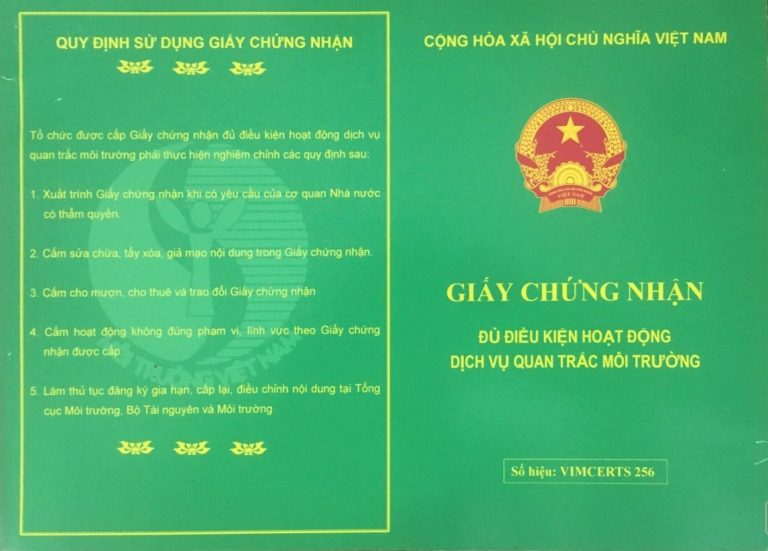 QUY ĐỊNH SỬ DỤNG GIẤY CHỨNG NHẬN
Tổ chức được cấp Giấy chứng nhận đủ điều kiện hoạt động dịch vụ
quan trắc môi trường phải thực hiện nghiêm chỉnh các quy định sau:
1. Xuất trình Giấy chứng nhận khi có yêu cầu của cơ quan Nhà nước
có thẩm quyền.
2. Cấm sửa chữa, tẩy xóa, giả mạo nội dung trong Giấy chứng nhận.
3. Cấm cho mượn, cho thuê và trao đổi Giấy chứng nhận
4. Cấm hoạt động không đúng phạm vi, lĩnh vực theo Giấy chứng
nhận được cấp.
5. Làm thủ tục đăng ký gia hạn, cấp lại, điều chỉnh nội dung tại Tổng
cục Môi trường, Bộ Tài nguyên và Môi trường
MÔI TRƯỜNG VIỆT NAM
CỘNG HÒA XÃ HỘI CHỦ NGHĨA VIỆT NAM
VIỆT NAM
GIẤY CHỨNG NHẬN
ĐỦ ĐIỀU KIỆN HOẠT ĐỘNG
DỊCH VỤ QUAN TRẮC MÔI TRƯỜNG
Số hiệu: VIMCERTS 256